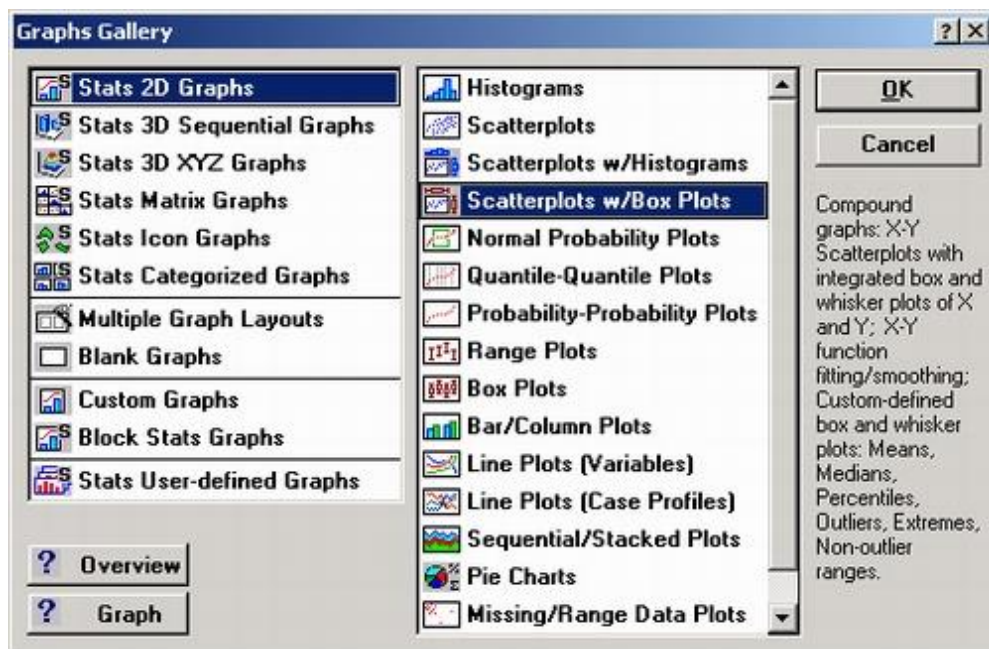 Graphs Gallery
Stats 2D Graphs
Stats 3D Sequential Graphs
Stats 3D XYZ Graphs
Stats Matrix Graphs
Stats Icon Graphs
Stats Categorized Graphs
Multiple Graph Layouts
Blank Graphs
Custom Graphs
Block Stats Graphs
Stats User-defined Graphs
? Overview
? Graph
Histograms
Scatterplots
Scatterplots w/Histograms
Scatterplots w/Box Plots
Normal Probability Plots
Quantile-Quantile Plots
Probability-Probability Plots
Range Plots
Box Plots
Bar/Column Plots
Line Plots (Variables)
Line Plots (Case Profiles)
Sequential/Stacked Plots
Pie Charts
Missing/Range Data Plots
OK
Cancel
Compound
graphs: X-Y
Scatterplots with
integrated box and
whisker plots of X
and Y; X-Y
function
fitting/smoothing;
Custom-defined
box and whisker
plots: Means,
Medians,
Percentiles,
Outliers, Extremes,
Non-outlier
ranges.